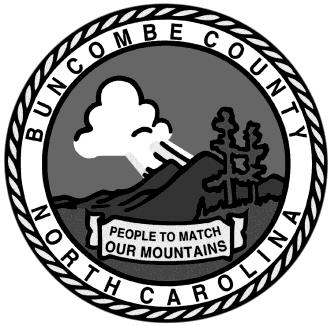 BUNCOMBE COUNTY
PEOPLE TO MATCH
OUR MOUNTAINS
NORTH CAROLINA